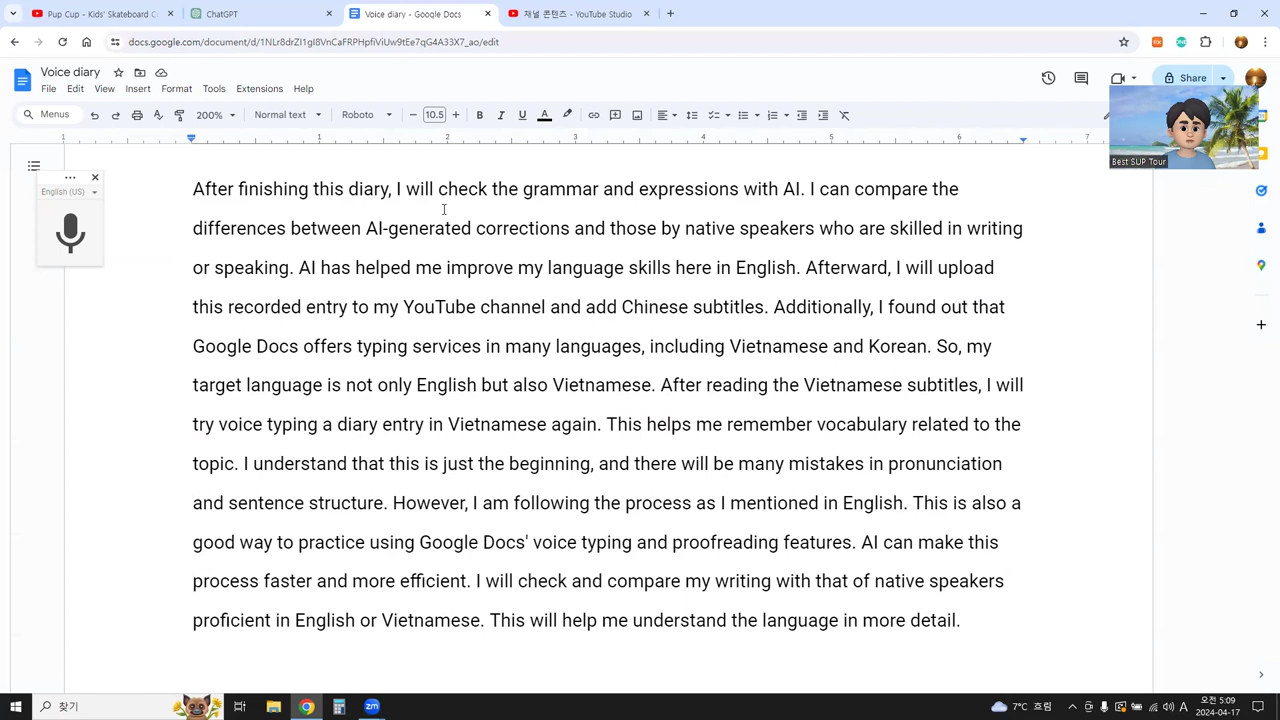 Pup Cup - Kids' Skateboard C
ChatGPT
Voice diary - Google Docs
채널 콘텐츠 - YouTube Studio
docs.google.com/document/d/1NLr8drZI1gI8VnCaFRPHpfiViUw9tEe7qG4A33X7_ao/edit
Voice diary
Share
File Edit View Insert Format Tools Extensions Help
Menus 200% Normal text Roboto 10.5 B I U A
1 1 2 3 4 5 6 7
Best SUP Tour
English (US)
After finishing this diary, I will check the grammar and expressions with AI. I can compare the
differences between AI-generated corrections and those by native speakers who are skilled in writing
or speaking. AI has helped me improve my language skills here in English. Afterward, I will upload
this recorded entry to my YouTube channel and add Chinese subtitles. Additionally, I found out that
Google Docs offers typing services in many languages, including Vietnamese and Korean. So, my
target language is not only English but also Vietnamese. After reading the Vietnamese subtitles, I will
try voice typing a diary entry in Vietnamese again. This helps me remember vocabulary related to the
topic. I understand that this is just the beginning, and there will be many mistakes in pronunciation
and sentence structure. However, I am following the process as I mentioned in English. This is also a
good way to practice using Google Docs' voice typing and proofreading features. AI can make this
process faster and more efficient. I will check and compare my writing with that of native speakers
proficient in English or Vietnamese. This will help me understand the language in more detail.
찾기
7°C 흐림
A
오전 5:09
2024-04-17